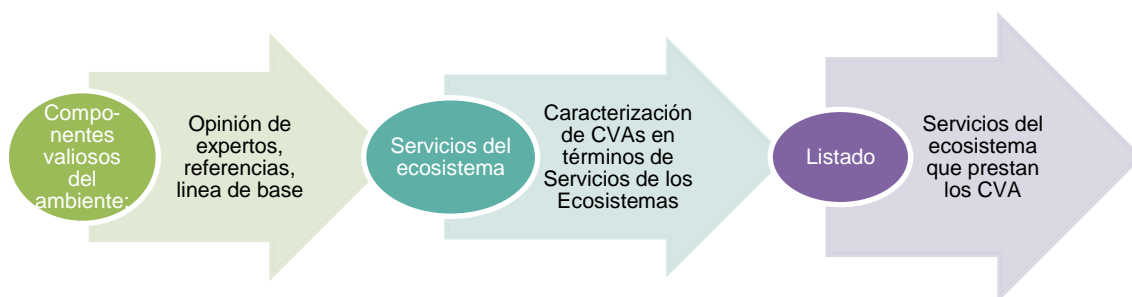 Compo-
nentes
valiosos
del
ambiente:
Opinión de
expertos,
referencias,
linea de base
Servicios del
ecosistema
Caracterización
de CVAs en
términos de
Servicios de los
Ecosistemas
Listado
Servicios del
ecosistema
que prestan
los CVA